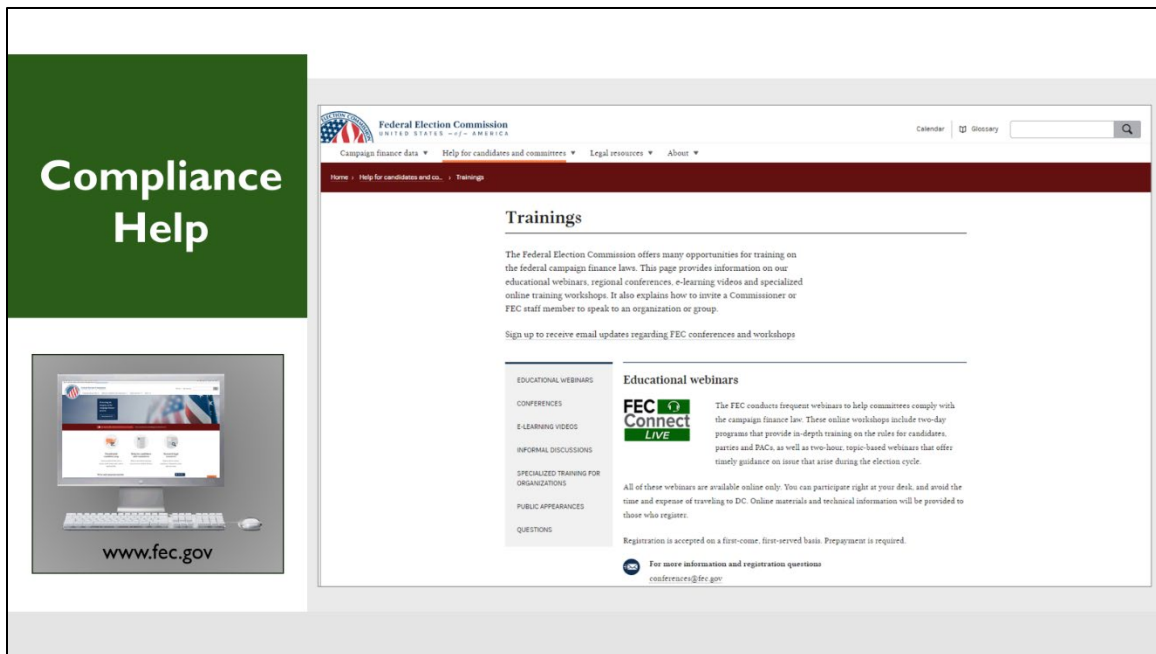 Compliance
Help
www.fec.gov
Federal Election Commission
UNITED STATES -of- AMERICA
Calendar
Glossary
Campaign finance data ▼ Help for candidates and committees ▼ Legal resources ▼ About ▼
Home › Help for candidates and co... › Trainings
Trainings
The Federal Election Commission offers many opportunities for training on
the federal campaign finance laws. This page provides information on our
educational webinars, regional conferences, e-learning videos and specialized
online training workshops. It also explains how to invite a Commissioner or
FEC staff member to speak to an organization or group.
Sign up to receive email updates regarding FEC conferences and workshops
EDUCATIONAL WEBINARS
CONFERENCES
E-LEARNING VIDEOS
INFORMAL DISCUSSIONS
SPECIALIZED TRAINING FOR
ORGANIZATIONS
PUBLIC APPEARANCES
QUESTIONS
Educational webinars
FEC
Connect
LIVE
The FEC conducts frequent webinars to help committees comply with
the campaign finance law. These online workshops include two-day
programs that provide in-depth training on the rules for candidates,
parties and PACs, as well as two-hour, topic-based webinars that offer
timely guidance on issue that arise during the election cycle.
All of these webinars are available online only. You can participate right at your desk, and avoid the
time and expense of traveling to DC. Online materials and technical information will be provided to
those who register.
Registration is accepted on a first-come, first-served basis. Prepayment is required.
For more information and registration questions
conferences@fec.gov